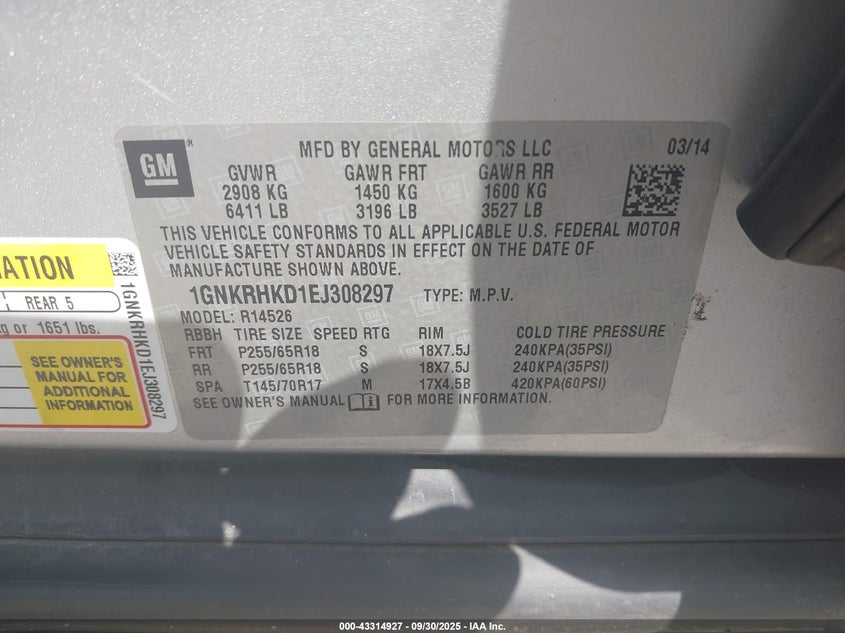 GM ®
MFD BY GENERAL MOTORS LLC 03/14
GVWR GAWR FRT GAWR RR
2908 KG 1450 KG 1600 KG
6411 LB 3196 LB 3527 LB
THIS VEHICLE CONFORMS TO ALL APPLICABLE U.S. FEDERAL MOTOR
VEHICLE SAFETY STANDARDS IN EFFECT ON THE DATE OF
MANUFACTURE SHOWN ABOVE.
1GNKRHKD1EJ308297 TYPE: M.P.V.
MODEL: R14526
RBBH TIRE SIZE SPEED RTG RIM COLD TIRE PRESSURE
FRT P255/65R18 S 18X7.5J 240KPA(35PSI)
RR P255/65R18 S 18X7.5J 240KPA(35PSI)
SPA T145/70R17 M 17X4.5B 420KPA(60PSI)
SEE OWNER'S MANUAL FOR MORE INFORMATION.
REAR 5
or 1651 lbs.
SEE OWNER'S
MANUAL FOR
ADDITIONAL
INFORMATION
1GNKRHKD1EJ308297
000-43314927 - 09/30/2025 - IAA Inc.